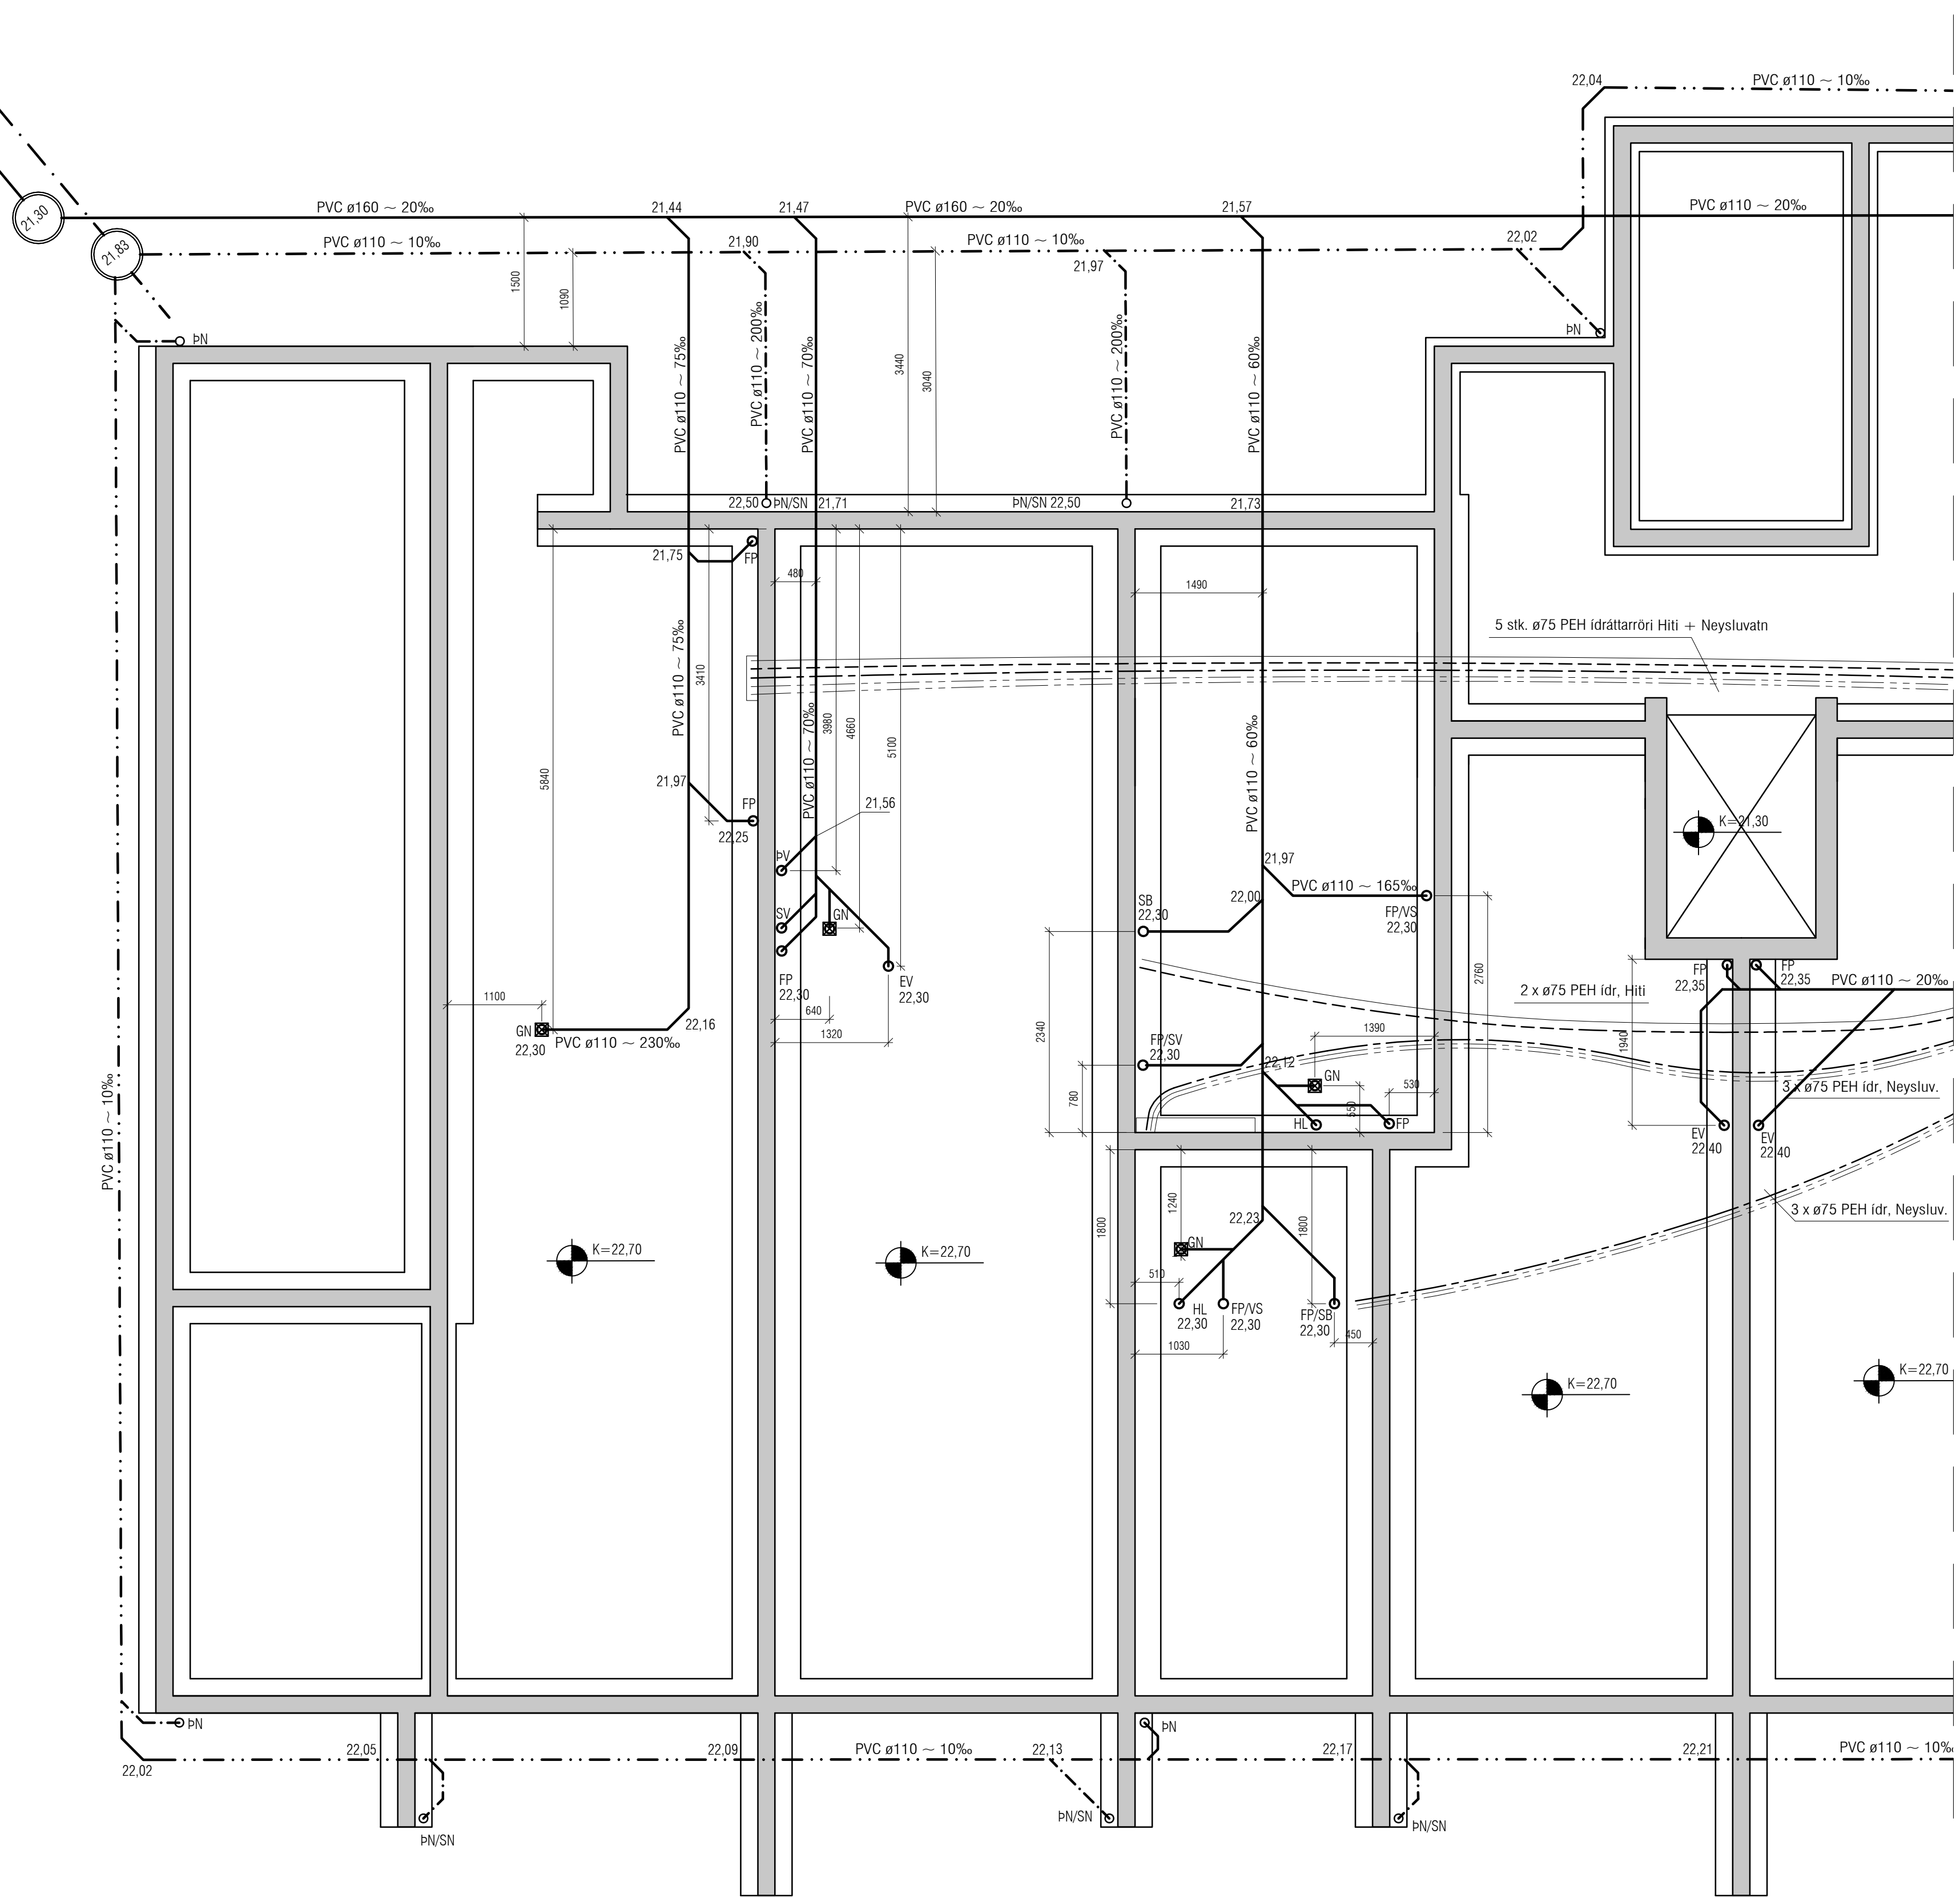 22,04
PVC ø110 ~ 10‰
21,30
PVC ø160 ~ 20‰
21,44
21,47
PVC ø160 ~ 20‰
21,57
PVC ø110 ~ 20‰
21,83
PVC ø110 ~ 10‰
21,90
PVC ø110 ~ 10‰
21,97
22,02
1500
1090
ÞN
PVC ø110 ~ 75‰
PVC ø110 ~ 200‰
PVC ø110 ~ 70‰
3440
3040
PVC ø110 ~ 200‰
PVC ø110 ~ 60‰
ÞN
22,50
ÞN/SN
21,71
ÞN/SN 22,50
21,73
21,75
FP
480
1490
5 stk. ø75 PEH ídráttarröri Hiti + Neysluvatn
PVC ø110 ~ 75‰
3410
5840
PVC ø110 ~ 70‰
3980
4660
5100
PVC ø110 ~ 60‰
21,97
FP
22,25
21,56
ÞV
K=21,30
21,97
PVC ø110 ~ 165‰
22,00
SB
22,30
FP/VS
22,30
SV
GN
FP
22,30
EV
22,30
640
1320
1100
GN
22,30
22,16
PVC ø110 ~ 230‰
FP
22,35
FP
22,35
PVC ø110 ~ 20‰
2 x ø75 PEH ídr, Hiti
2760
2340
1940
1390
FP/SV
22,30
22,12
GN
530
550
780
HL
FP
3 x ø75 PEH ídr, Neysluv.
EV
22,40
EV
22,40
PVC ø110 ~ 10‰
1800
1240
1800
3 x ø75 PEH ídr, Neysluv.
22,23
GN
K=22,70
K=22,70
510
HL
22,30
FP/VS
22,30
FP/SB
22,30
450
1030
K=22,70
K=22,70
ÞN
ÞN
22,02
22,05
22,09
PVC ø110 ~ 10‰
22,13
22,17
22,21
PVC ø110 ~ 10‰
ÞN/SN
ÞN/SN
ÞN/SN